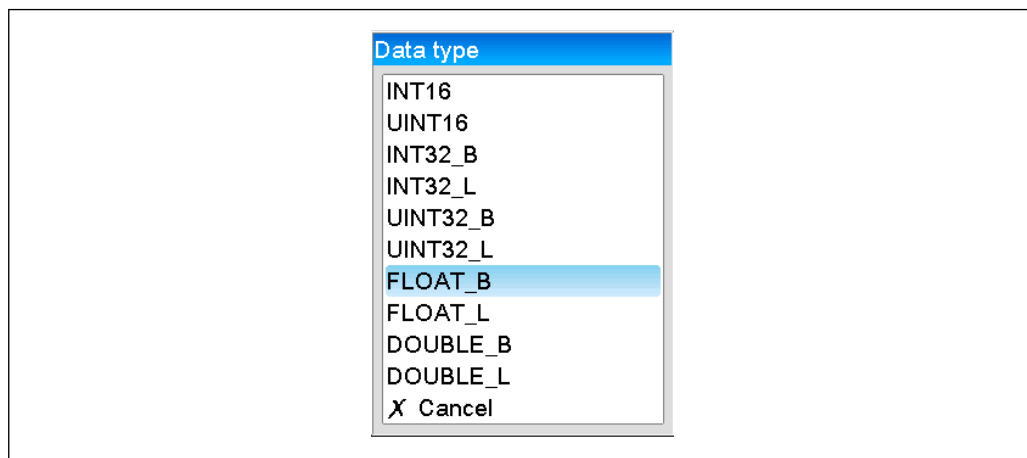 Data type
INT16
UINT16
INT32_B
INT32_L
UINT32_B
UINT32_L
FLOAT_B
FLOAT_L
DOUBLE_B
DOUBLE_L
X Cancel